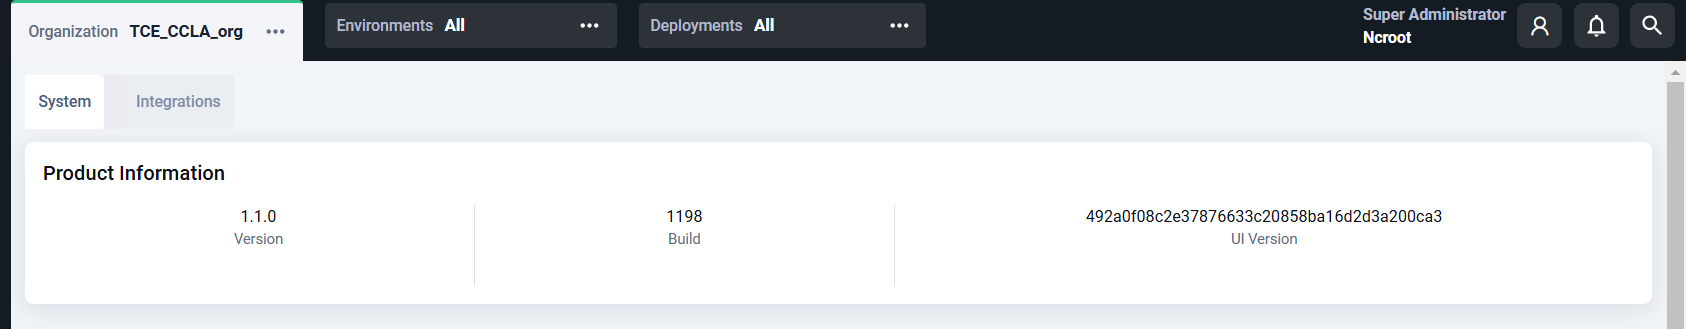 Organization TCE_CCLA_org
Environments All
Deployments All
Super Administrator
Ncroot
System
Integrations
Product Information
1.1.0
Version
1198
Build
492a0f08c2e37876633c20858ba16d2d3a200ca3
UI Version